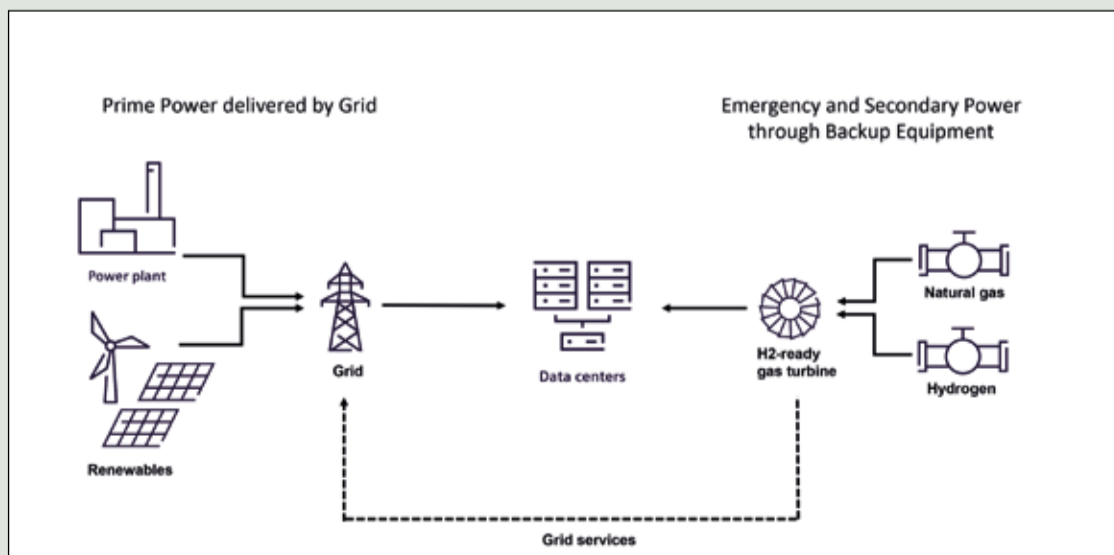 Prime Power delivered by Grid
Emergency and Secondary Power
through Backup Equipment
Power plant
Renewables
Grid
Data centers
H2-ready
gas turbine
Natural gas
Hydrogen
Grid services